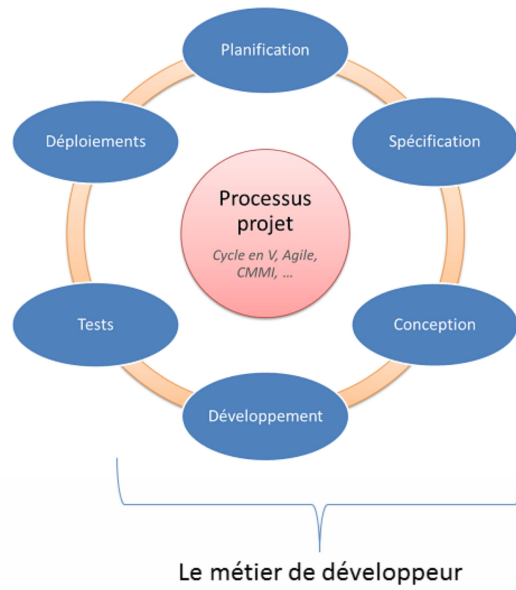 Planification
Déploiements
Spécification
Processus
projet
Cycle en V, Agile,
CMMI, ...
Tests
Conception
Développement
Le métier de développeur